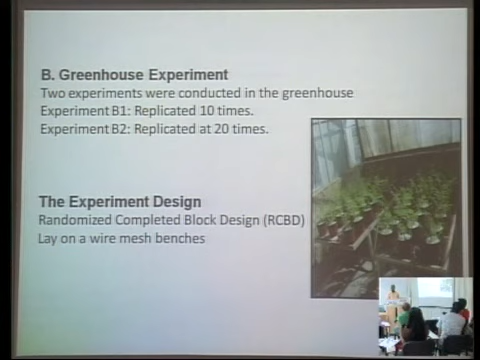 B. Greenhouse Experiment
Two experiments were conducted in the greenhouse
Experiment B1: Replicated 10 times.
Experiment B2: Replicated at 20 times.
The Experiment Design
Randomized Completed Block Design (RCBD)
Lay on a wire mesh benches